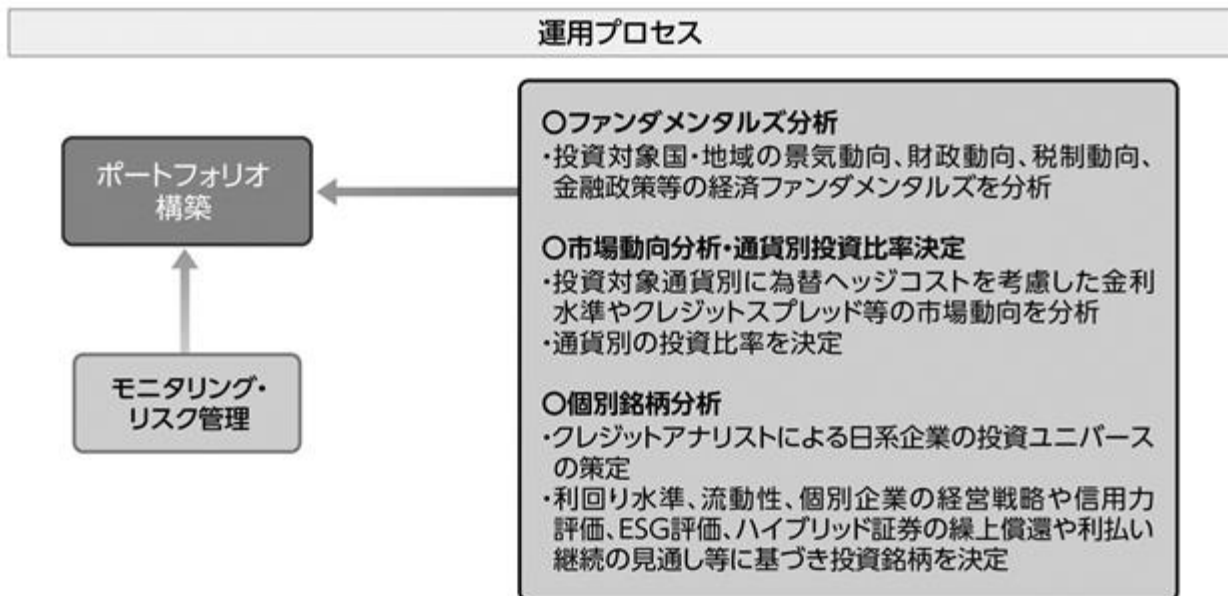 運用プロセス
ポートフォリオ
構築
モニタリング・
リスク管理
〇ファンダメンタルズ分析
・投資対象国・地域の景気動向、財政動向、税制動向、
金融政策等の経済ファンダメンタルズを分析
〇市場動向分析・通貨別投資比率決定
・投資対象通貨別に為替ヘッジコストを考慮した金利
水準やクレジットスプレッド等の市場動向を分析
・通貨別の投資比率を決定
〇個別銘柄分析
・クレジットアナリストによる日系企業の投資ユニバース
の策定
・利回り水準、流動性、個別企業の経営戦略や信用力
評価、ESG評価、ハイブリッド証券の繰上償還や利払い
継続の見通し等に基づき投資銘柄を決定